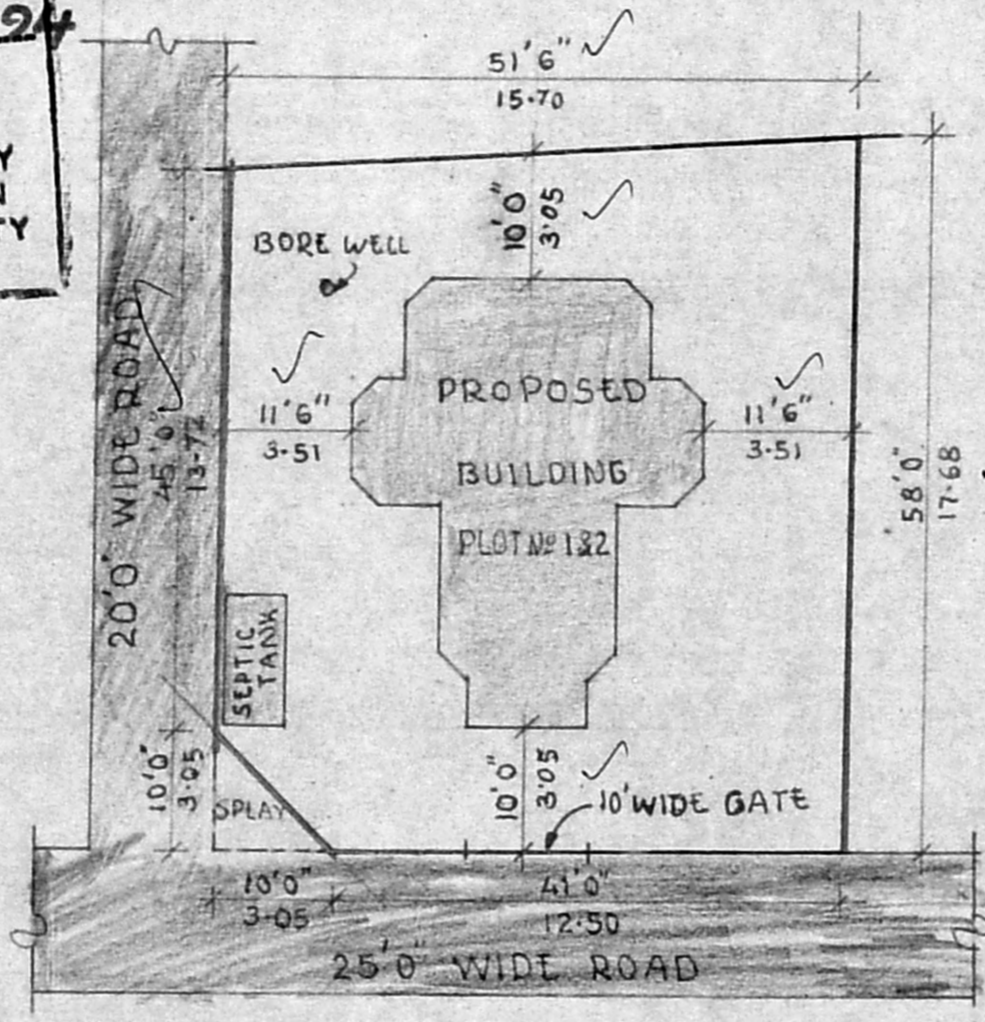 94
Y
TY
51'6"
15.70
10'0"
3.05
BORE WELL
20'0" WIDE ROAD
45'0"
13.72
11'6"
3.51
PROPOSED
BUILDING
PLOT Nº 1&2
11'6"
3.51
58'0"
17.68
SEPTIC
TANK
10'0"
3.05
SPLAY
10'0"
3.05
10' WIDE GATE
10'0"
3.05
41'0"
12.50
25'0" WIDE ROAD